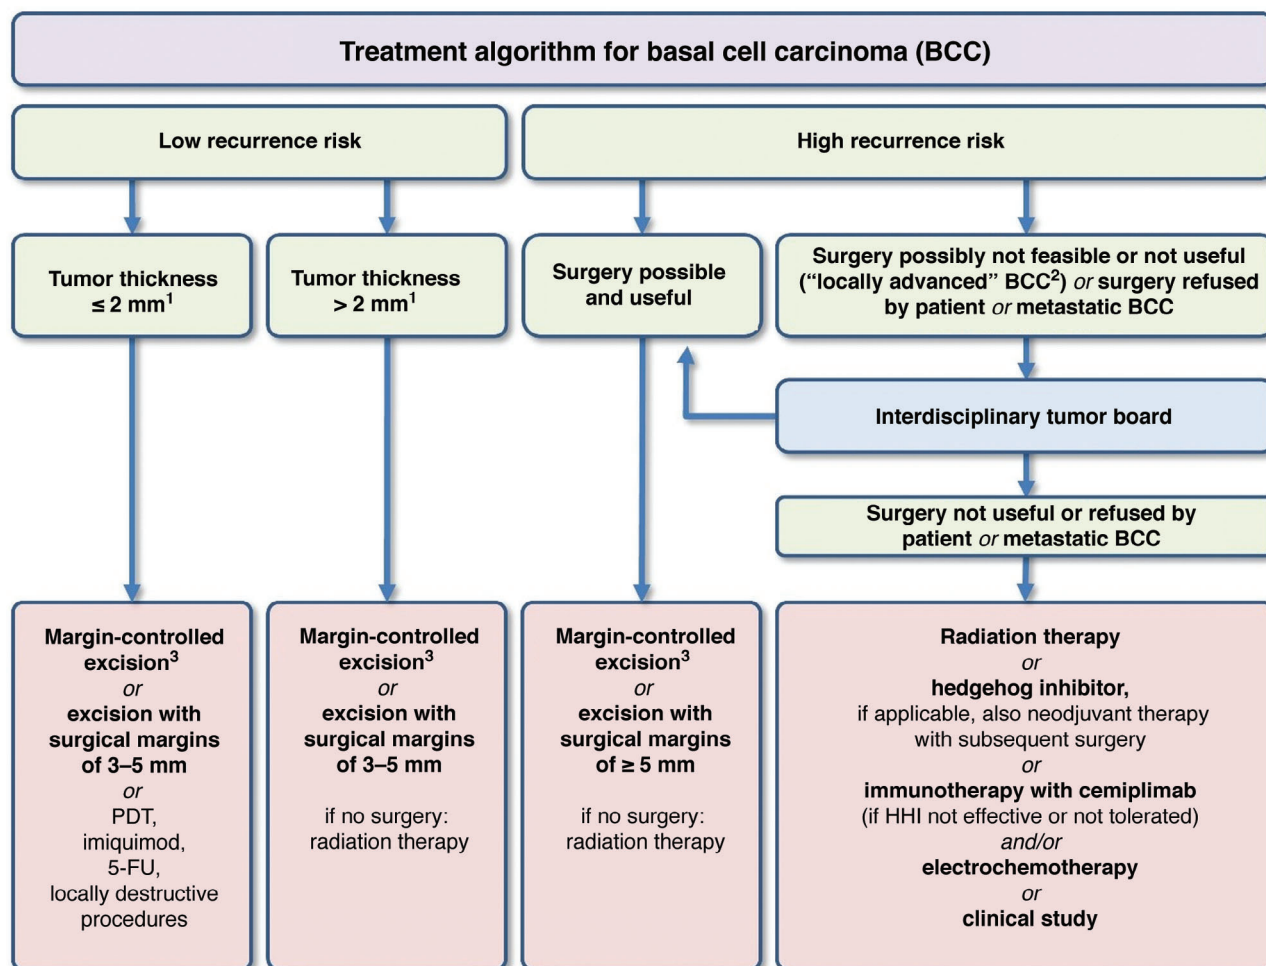 Treatment algorithm for basal cell carcinoma (BCC)
Low recurrence risk
High recurrence risk
Tumor thickness
≤ 2 mm¹
Tumor thickness
> 2 mm¹
Surgery possible
and useful
Surgery possibly not feasible or not useful
(“locally advanced” BCC²) or surgery refused
by patient or metastatic BCC
Interdisciplinary tumor board
Surgery not useful or refused by
patient or metastatic BCC
Margin-controlled
excision³
or
excision with
surgical margins
of 3–5 mm
or
PDT,
imiquimod,
5-FU,
locally destructive
procedures
Margin-controlled
excision³
or
excision with
surgical margins
of 3–5 mm
if no surgery:
radiation therapy
Margin-controlled
excision³
or
excision with
surgical margins
of ≥ 5 mm
if no surgery:
radiation therapy
Radiation therapy
or
hedgehog inhibitor,
if applicable, also neodjuvant therapy
with subsequent surgery
or
immunotherapy with cemiplimab
(if HHI not effective or not tolerated)
and/or
electrochemotherapy
or
clinical study